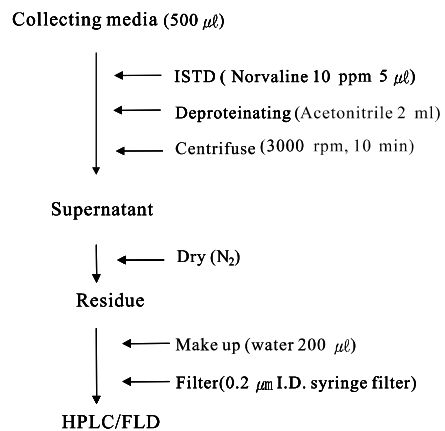 Collecting media (500 ㎕)
ISTD ( Norvaline 10 ppm 5 ㎕)
Deproteinating (Acetonitrile 2 ml)
Centrifuse (3000 rpm, 10 min)
Supernatant
Dry (N₂)
Residue
Make up (water 200 ㎕)
Filter(0.2 ㎛ I.D. syringe filter)
HPLC/FLD